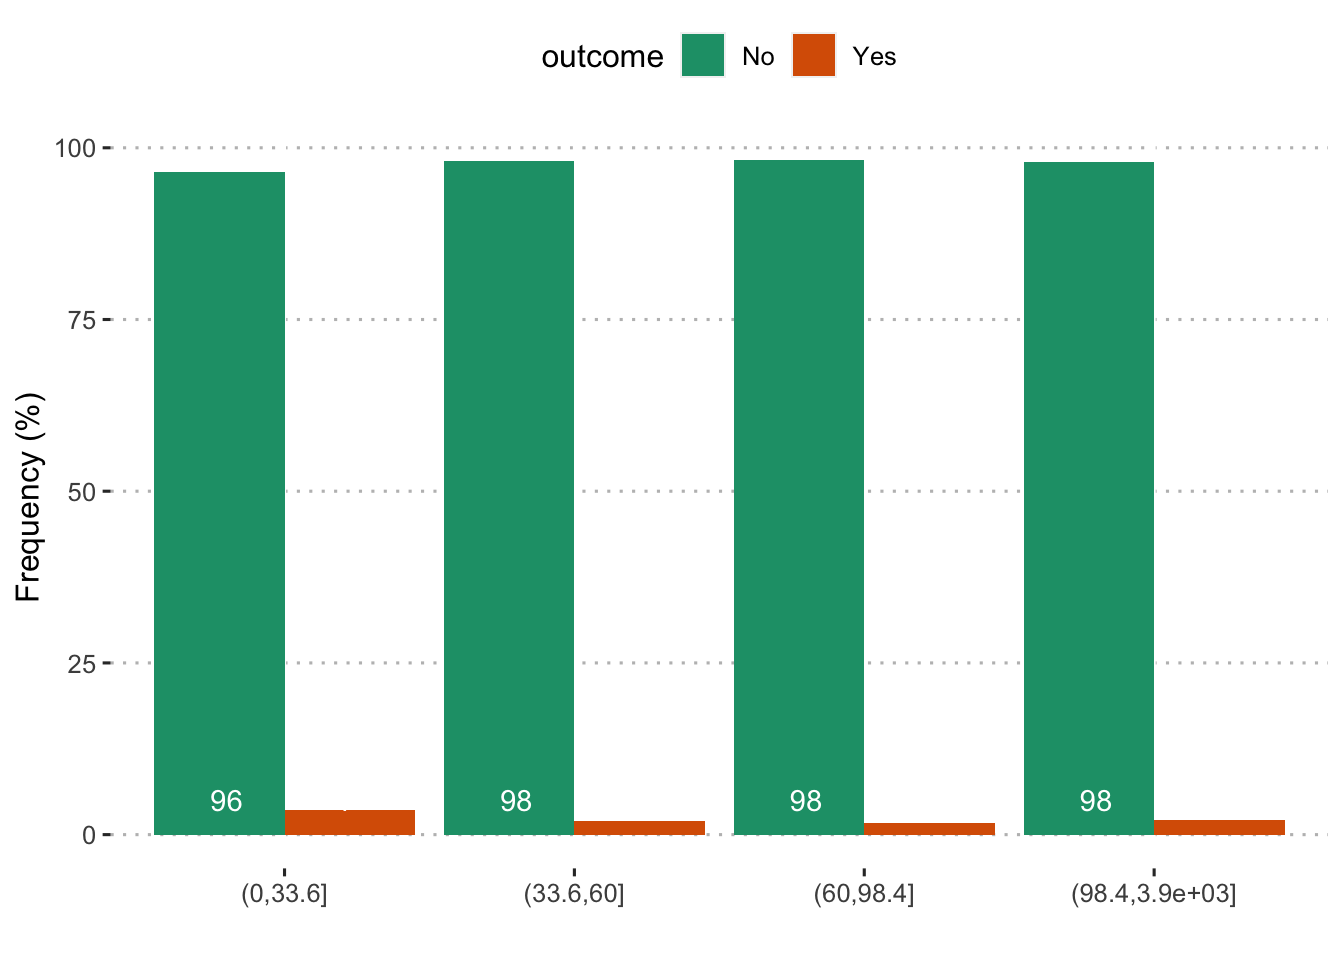 outcome No Yes
Frequency (%)
100
75
50
25
0
96 98 98 98
(0,33.6] (33.6,60] (60,98.4] (98.4,3.9e+03]